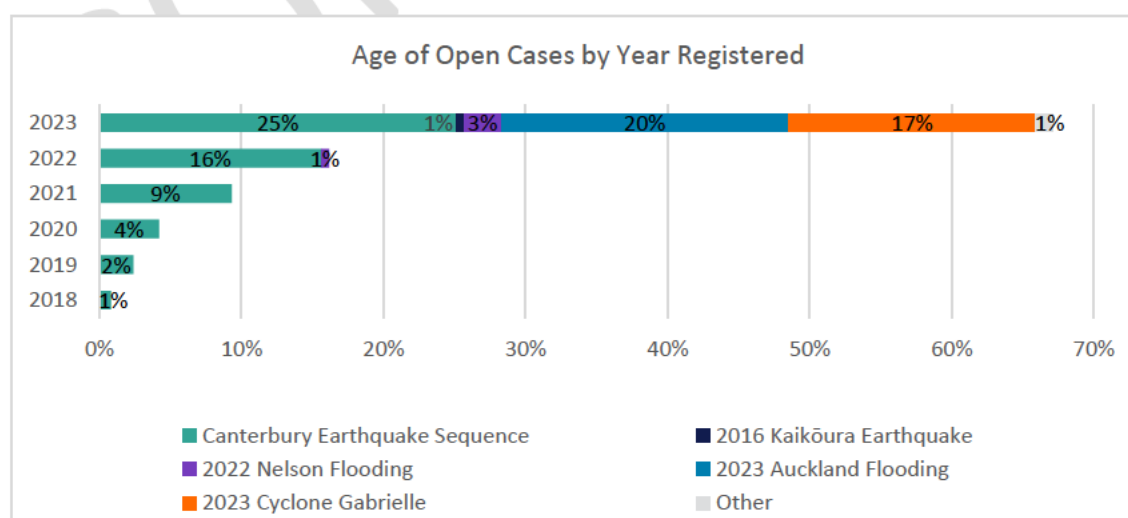 Age of Open Cases by Year Registered
2023 25% 1% 3% 20% 17% 1%
2022 16% 1%
2021 9%
2020 4%
2019 2%
2018 1%
0% 10% 20% 30% 40% 50% 60% 70%
Canterbury Earthquake Sequence 2016 Kaikōura Earthquake
2022 Nelson Flooding 2023 Auckland Flooding
2023 Cyclone Gabrielle Other